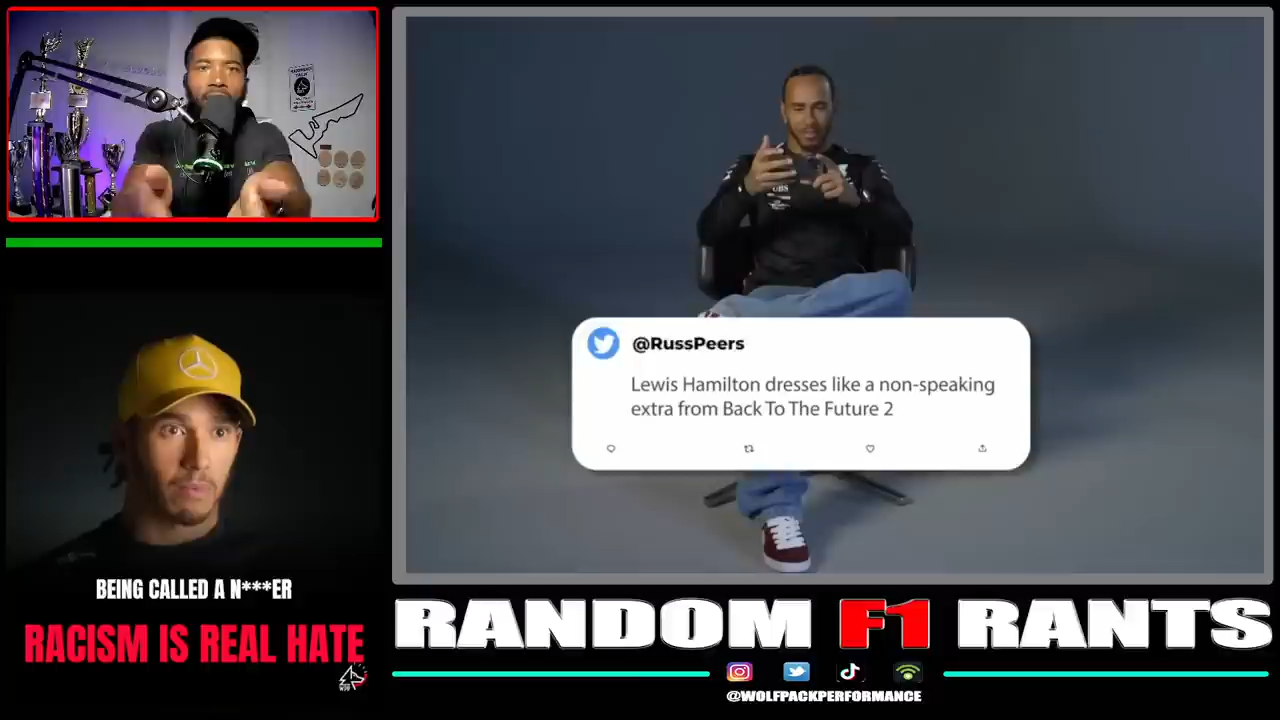 @RussPeers
Lewis Hamilton dresses like a non-speaking
extra from Back To The Future 2
BEING CALLED A N***ER
RACISM IS REAL HATE
RANDOM F1 RANTS
@WOLFPACKPERFORMANCE